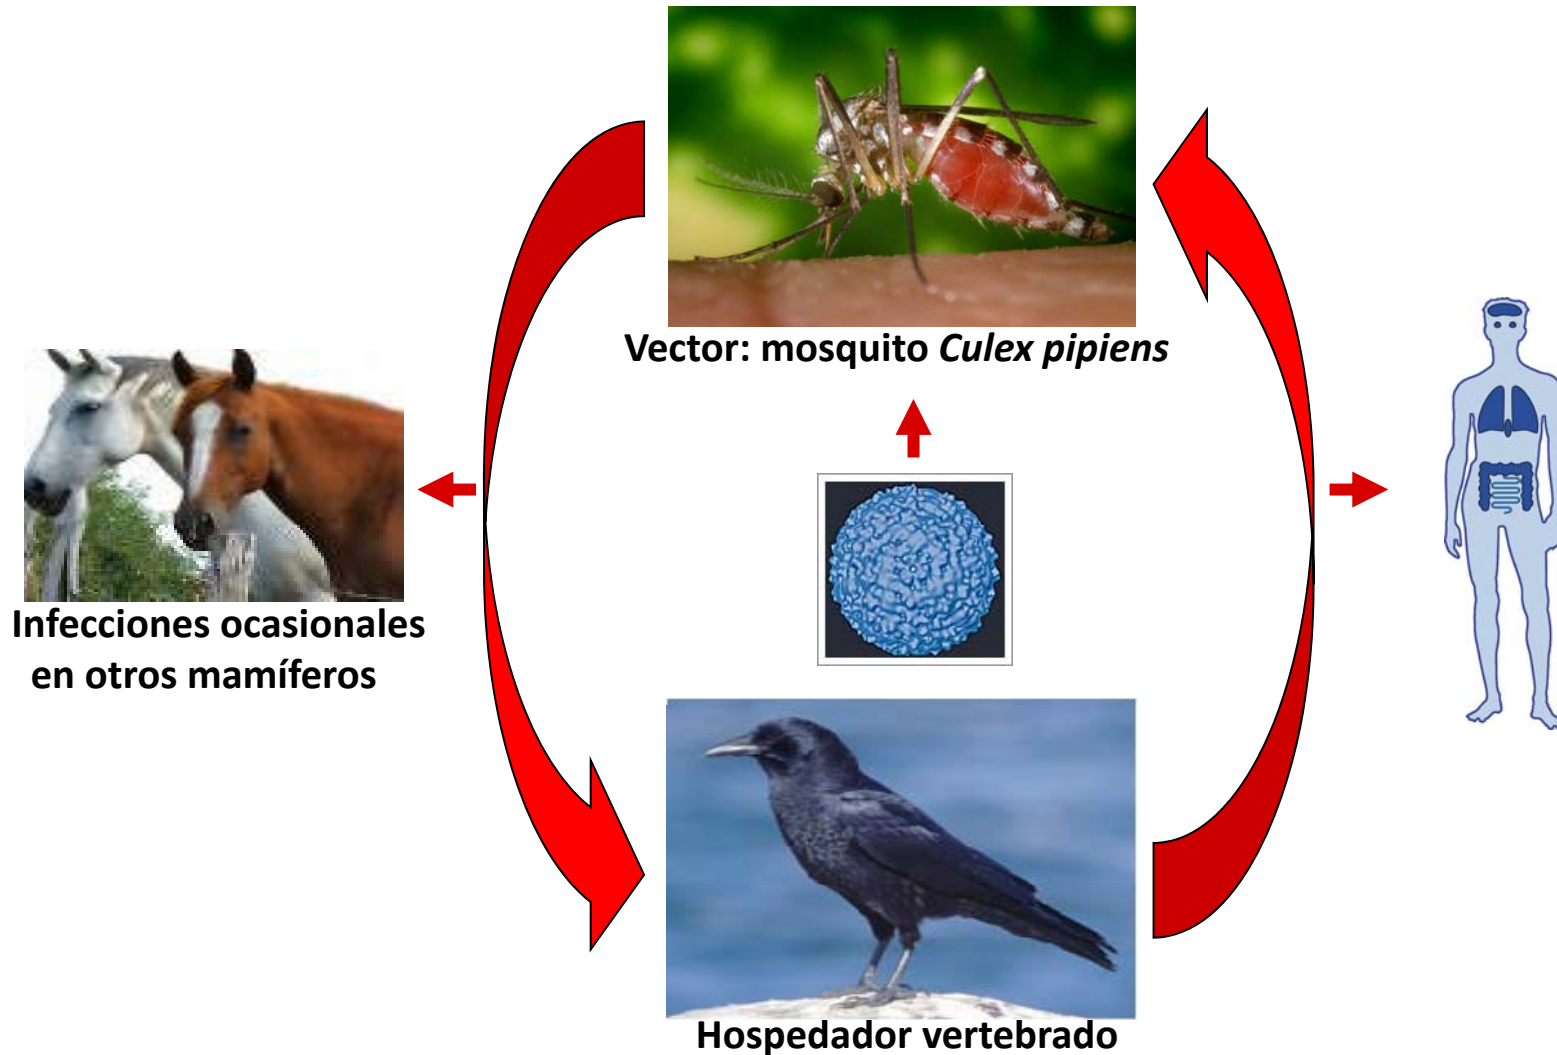 Vector: mosquito Culex pipiens
Infecciones ocasionales
en otros mamíferos
Hospedador vertebrado